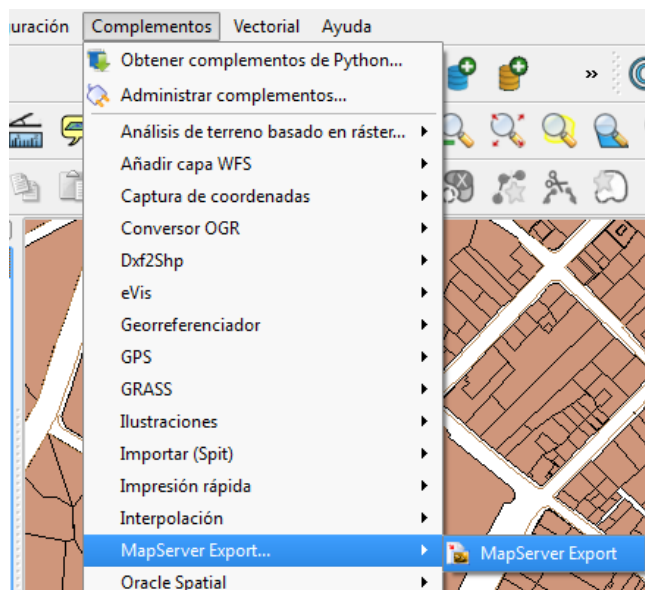 uración Complementos Vectorial Ayuda
Obtener complementos de Python...
Administrar complementos...
»
Análisis de terreno basado en ráster...
Añadir capa WFS
Captura de coordenadas
Conversor OGR
Dxf2Shp
eVis
Georreferenciador
GPS
GRASS
Ilustraciones
Importar (Spit)
Impresión rápida
Interpolación
MapServer Export... MapServer Export
Oracle Spatial